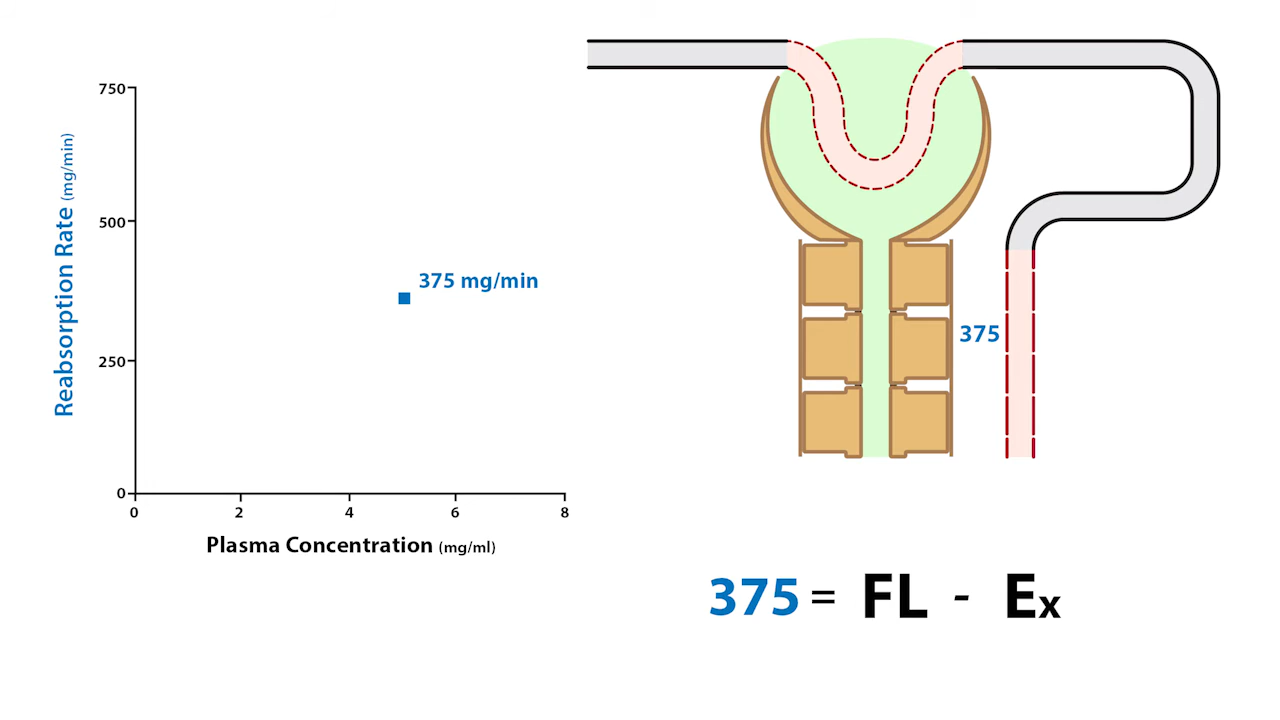 750
500
250
0
Reabsorption Rate (mg/min)
375 mg/min
0 2 4 6 8
Plasma Concentration (mg/ml)
375
375 = FL - Ex